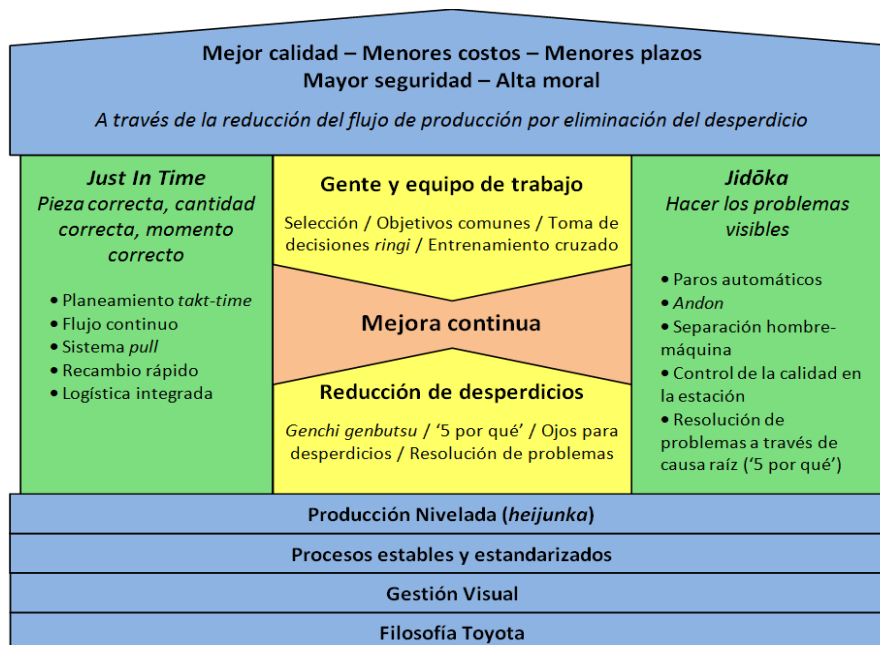 Mejor calidad – Menores costos – Menores plazos
Mayor seguridad – Alta moral
A través de la reducción del flujo de producción por eliminación del desperdicio
Just In Time
Pieza correcta, cantidad
correcta, momento
correcto
• Planeamiento takt-time
• Flujo continuo
• Sistema pull
• Recambio rápido
• Logística integrada
Gente y equipo de trabajo
Selección / Objetivos comunes / Toma de
decisiones ringi / Entrenamiento cruzado
Mejora continua
Reducción de desperdicios
Genchi genbutsu / ‘5 por qué’ / Ojos para
desperdicios / Resolución de problemas
Jidōka
Hacer los problemas
visibles
• Paros automáticos
• Andon
• Separación hombre-
máquina
• Control de la calidad en
la estación
• Resolución de
problemas a través de
causa raíz (‘5 por qué’)
Producción Nivelada (heijunka)
Procesos estables y estandarizados
Gestión Visual
Filosofía Toyota